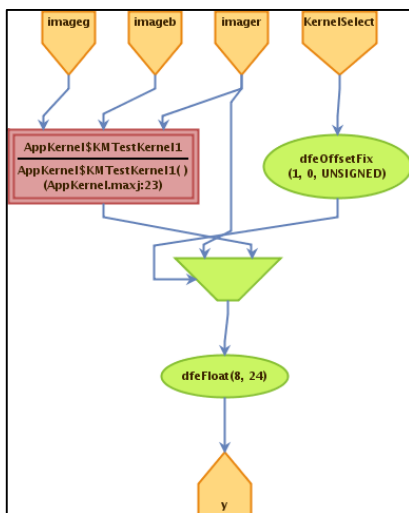 imageg
imageb
imager
KernelSelect
AppKernel$KMTestKernel1
AppKernel$KMTestKernel1()
(AppKernel.maxj:23)
dfeOffsetFix
(1, 0, UNSIGNED)
dfeFloat(8, 24)
y